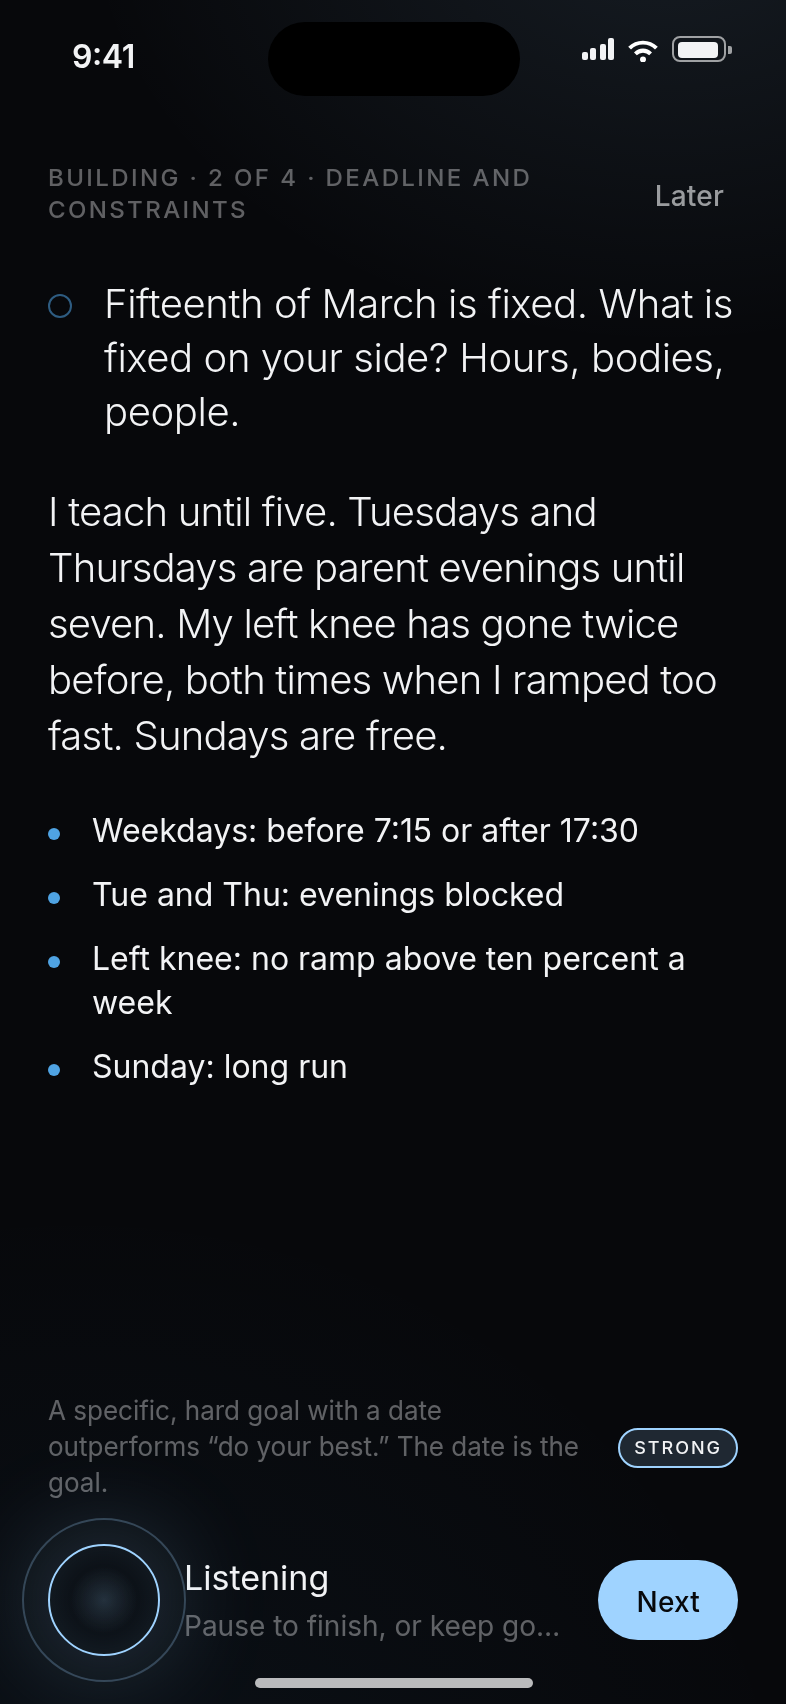 9:41
BUILDING · 2 OF 4 · DEADLINE AND
CONSTRAINTS
Later
Fifteenth of March is fixed. What is
fixed on your side? Hours, bodies,
people.
I teach until five. Tuesdays and
Thursdays are parent evenings until
seven. My left knee has gone twice
before, both times when I ramped too
fast. Sundays are free.
Weekdays: before 7:15 or after 17:30
Tue and Thu: evenings blocked
Left knee: no ramp above ten percent a
week
Sunday: long run
A specific, hard goal with a date
outperforms “do your best.” The date is the
goal.
STRONG
Listening
Pause to finish, or keep go...
Next